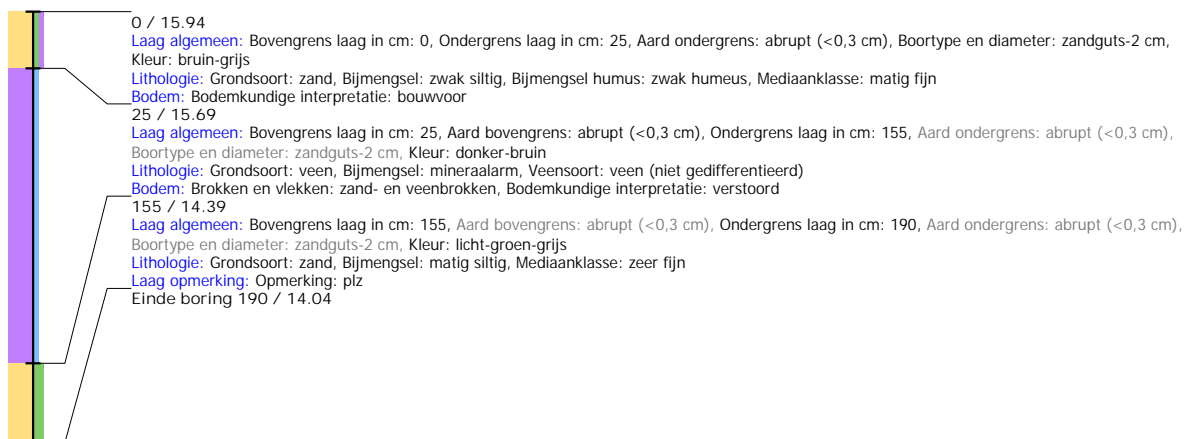 0 / 15.94
Laag algemeen: Bovengrens laag in cm: 0, Ondergrens laag in cm: 25, Aard ondergrens: abrupt (<0,3 cm), Boortype en diameter: zandguts-2 cm,
Kleur: bruin-grijs
Lithologie: Grondsoort: zand, Bijmengsel: zwak siltig, Bijmengsel humus: zwak humeus, Mediaanklasse: matig fijn
Bodem: Bodemkundige interpretatie: bouwvoor
25 / 15.69
Laag algemeen: Bovengrens laag in cm: 25, Aard bovengrens: abrupt (<0,3 cm), Ondergrens laag in cm: 155, Aard ondergrens: abrupt (<0,3 cm),
Boortype en diameter: zandguts-2 cm, Kleur: donker-bruin
Lithologie: Grondsoort: veen, Bijmengsel: mineraalarm, Veensoort: veen (niet gedifferentieerd)
Bodem: Brokken en vlekken: zand- en veenbrokken, Bodemkundige interpretatie: verstoord
155 / 14.39
Laag algemeen: Bovengrens laag in cm: 155, Aard bovengrens: abrupt (<0,3 cm), Ondergrens laag in cm: 190, Aard ondergrens: abrupt (<0,3 cm),
Boortype en diameter: zandguts-2 cm, Kleur: licht-groen-grijs
Lithologie: Grondsoort: zand, Bijmengsel: matig siltig, Mediaanklasse: zeer fijn
Laag opmerking: Opmerking: plz
Einde boring 190 / 14.04